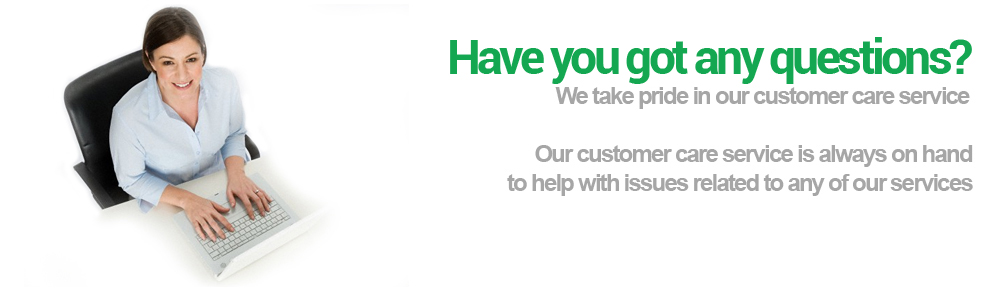 Have you got any questions?
We take pride in our customer care service
Our customer care service is always on hand
to help with issues related to any of our services